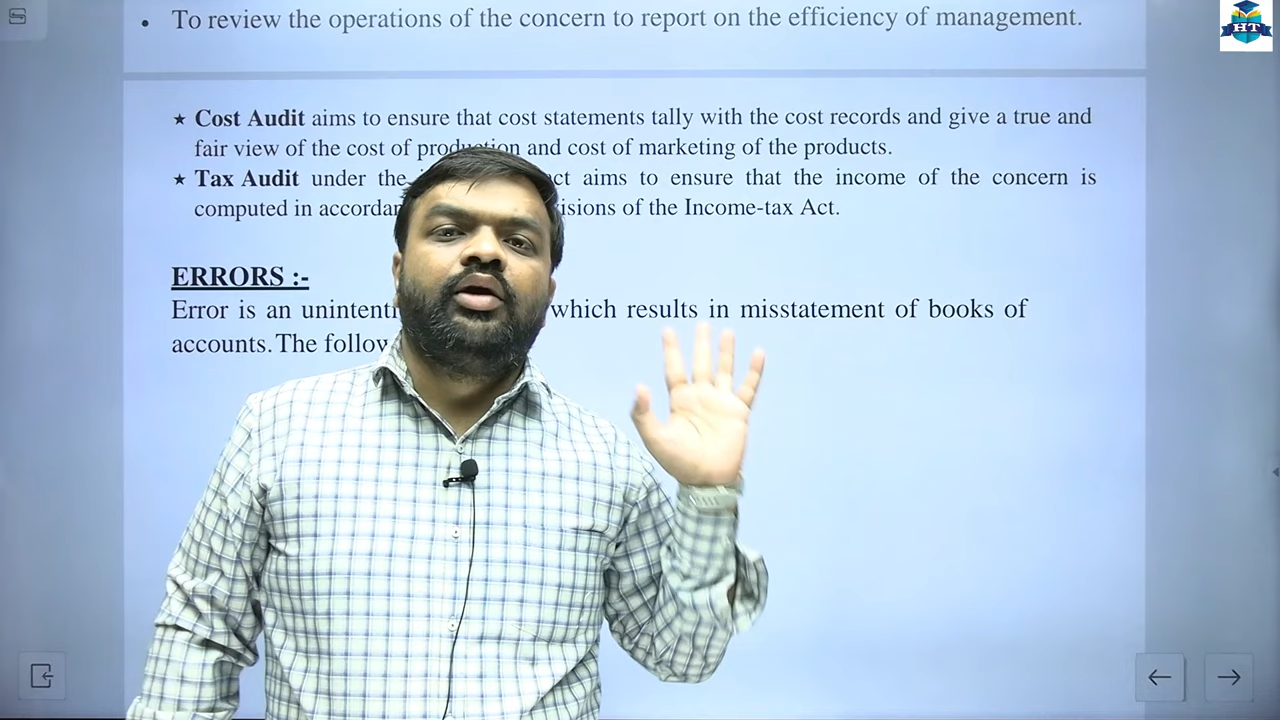 • To review the operations of the concern to report on the efficiency of management.
HT
★ Cost Audit aims to ensure that cost statements tally with the cost records and give a true and
fair view of the cost of production and cost of marketing of the products.
★ Tax Audit under the act aims to ensure that the income of the concern is
computed in of the Income-tax Act.
ERRORS :-
Error is an which results in misstatement of books of
accounts. The